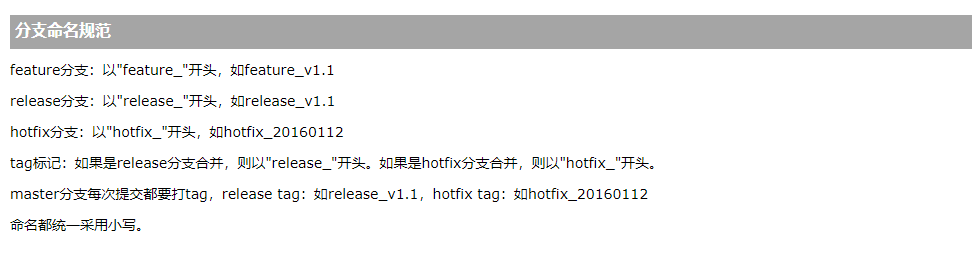 分支命名规范
feature分支：以"feature_"开头，如feature_v1.1
release分支：以"release_"开头，如release_v1.1
hotfix分支：以"hotfix_"开头，如hotfix_20160112
tag标记：如果是release分支合并，则以"release_"开头。如果是hotfix分支合并，则以"hotfix_"开头。
master分支每次提交都要打tag，release tag：如release_v1.1，hotfix tag：如hotfix_20160112
命名都统一采用小写。